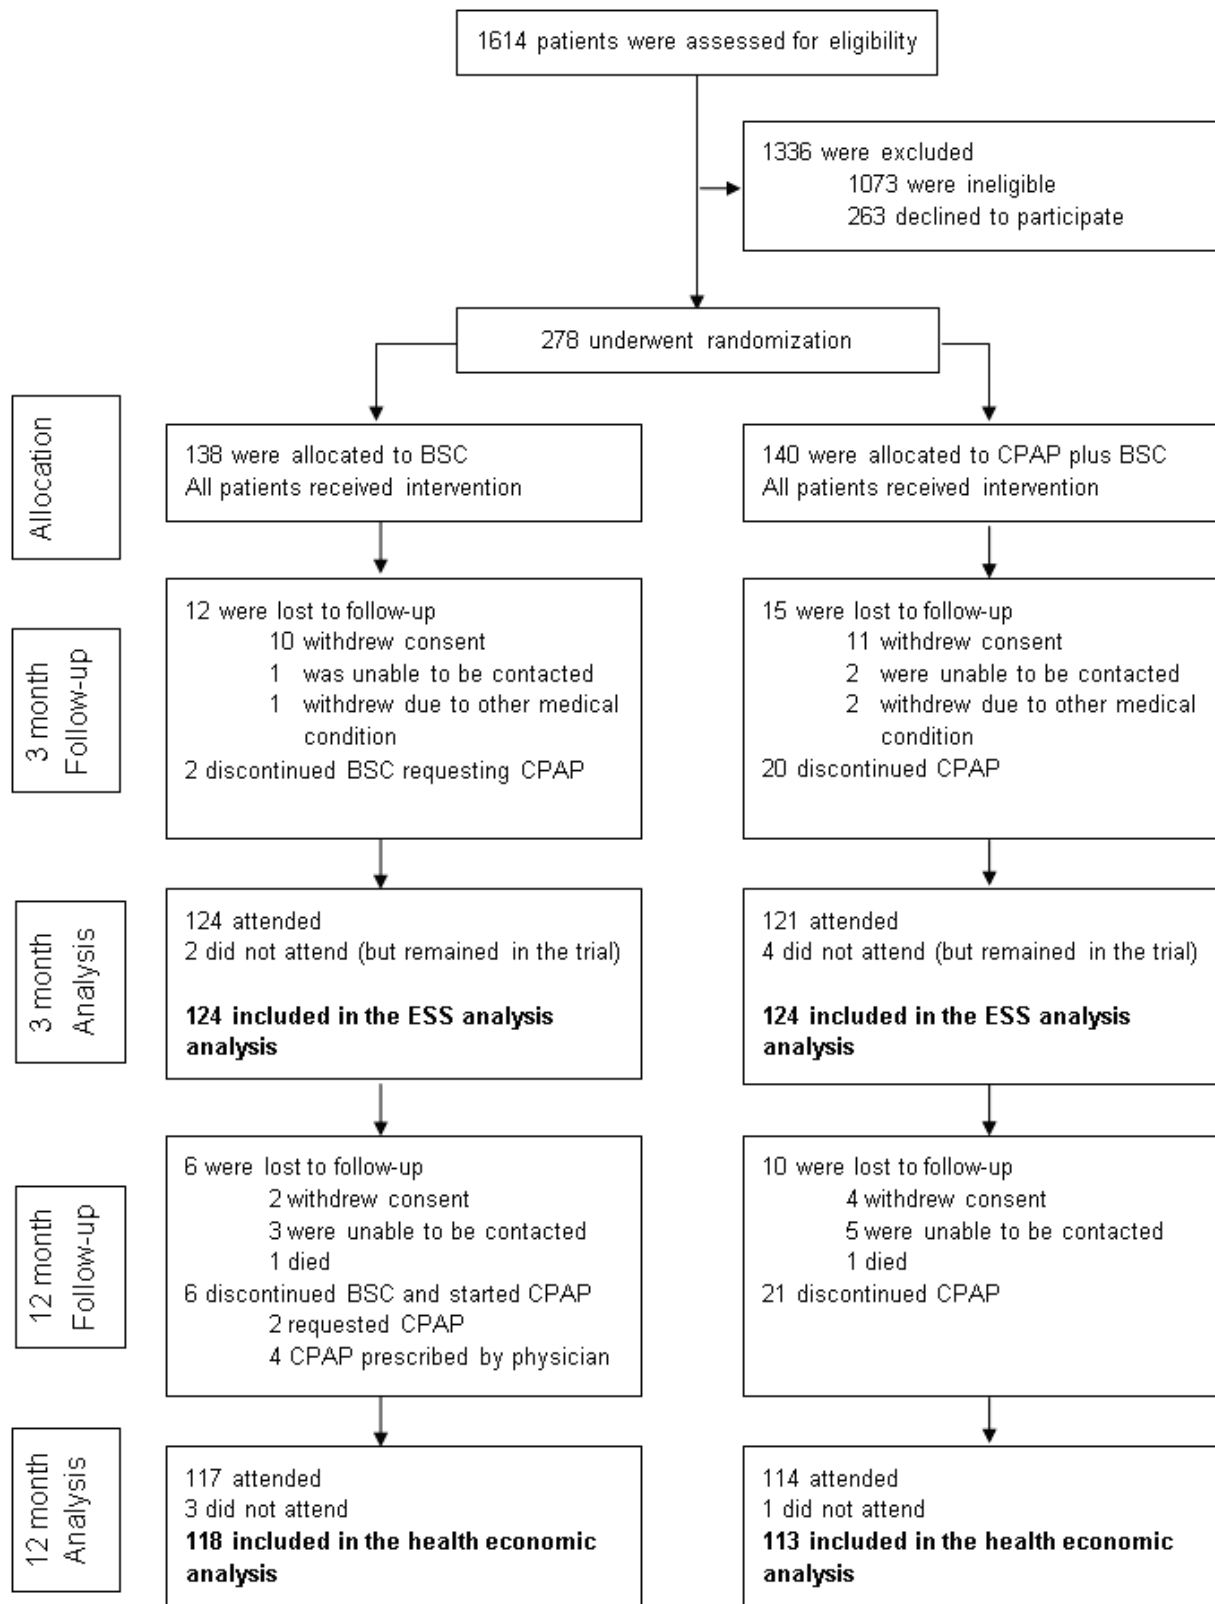 1614 patients were assessed for eligibility
1336 were excluded
1073 were ineligible
263 declined to participate
278 underwent randomization
Allocation
138 were allocated to BSC
All patients received intervention
140 were allocated to CPAP plus BSC
All patients received intervention
3 month
Follow-up
12 were lost to follow-up
10 withdrew consent
1 was unable to be contacted
1 withdrew due to other medical
condition
2 discontinued BSC requesting CPAP
15 were lost to follow-up
11 withdrew consent
2 were unable to be contacted
2 withdrew due to other medical
condition
20 discontinued CPAP
3 month
Analysis
124 attended
2 did not attend (but remained in the trial)
124 included in the ESS analysis
analysis
121 attended
4 did not attend (but remained in the trial)
124 included in the ESS analysis
analysis
12 month
Follow-up
6 were lost to follow-up
2 withdrew consent
3 were unable to be contacted
1 died
6 discontinued BSC and started CPAP
2 requested CPAP
4 CPAP prescribed by physician
10 were lost to follow-up
4 withdrew consent
5 were unable to be contacted
1 died
21 discontinued CPAP
12 month
Analysis
117 attended
3 did not attend
118 included in the health economic
analysis
114 attended
1 did not attend
113 included in the health economic
analysis